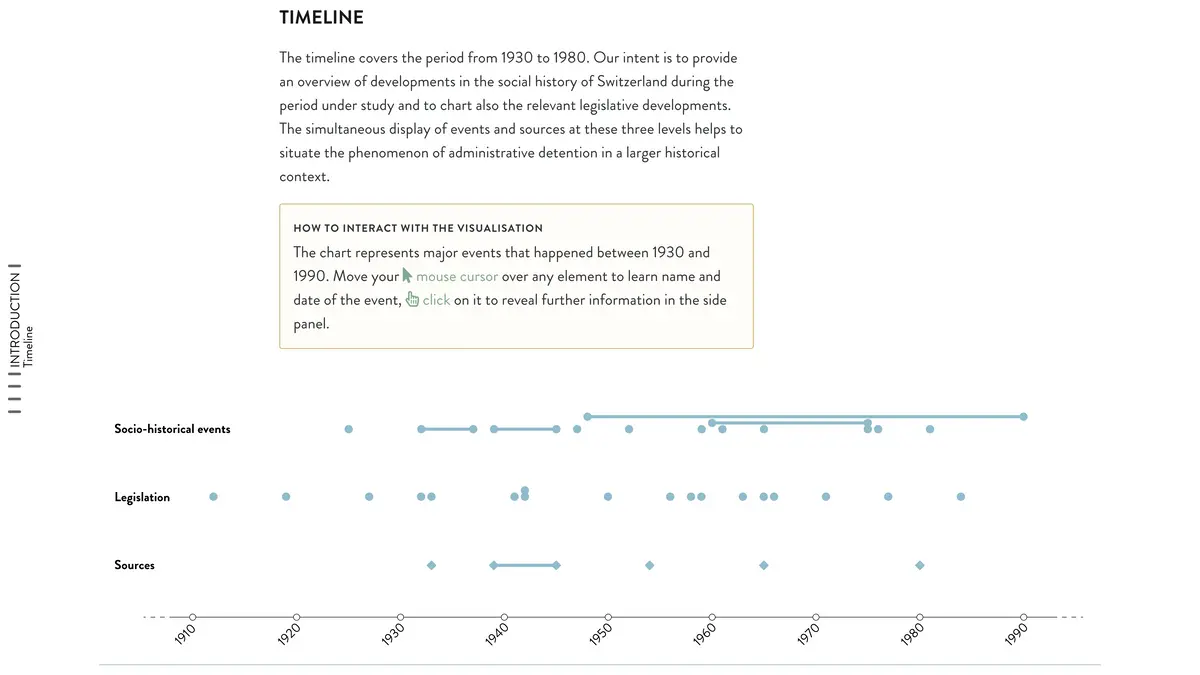 TIMELINE
The timeline covers the period from 1930 to 1980. Our intent is to provide
an overview of developments in the social history of Switzerland during the
period under study and to chart also the relevant legislative developments.
The simultaneous display of events and sources at these three levels helps to
situate the phenomenon of administrative detention in a larger historical
context.
HOW TO INTERACT WITH THE VISUALISATION
The chart represents major events that happened between 1930 and
1990. Move your mouse cursor over any element to learn name and
date of the event, click on it to reveal further information in the side
panel.
INTRODUCTION
Timeline
Socio-historical events
Legislation
Sources
1910 1920 1930 1940 1950 1960 1970 1980 1990